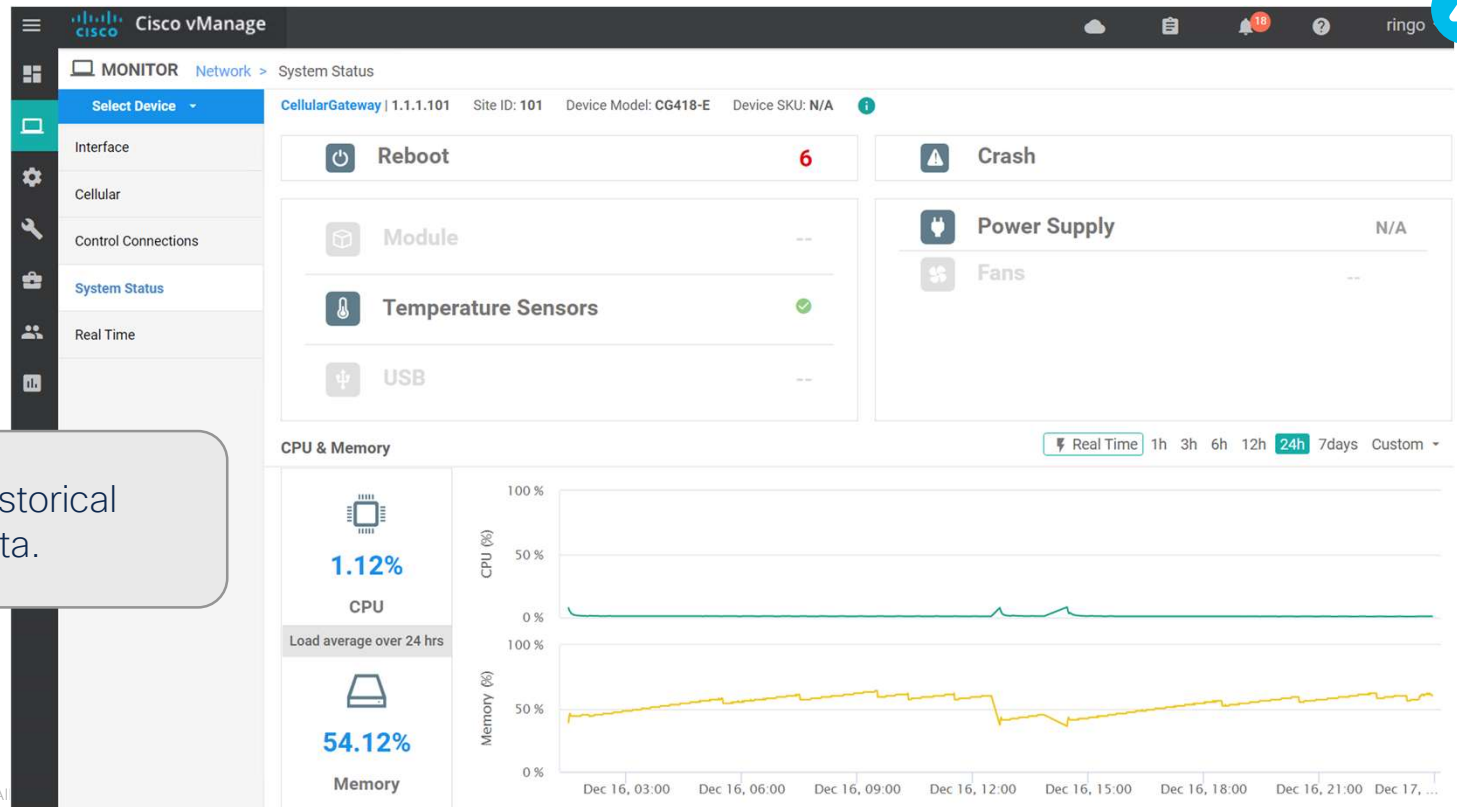 cisco Cisco vManage
18
ringo
MONITOR Network > System Status
Select Device
CellularGateway | 1.1.1.101 Site ID: 101 Device Model: CG418-E Device SKU: N/A
Interface
Cellular
Control Connections
System Status
Real Time
Reboot 6
Crash
Module --
Temperature Sensors
USB --
Power Supply N/A
Fans --
CPU & Memory
Real Time 1h 3h 6h 12h 24h 7days Custom
1.12%
CPU
Load average over 24 hrs
54.12%
Memory
CPU (%)
100 %
50 %
0 %
Memory (%)
100 %
50 %
0 %
Dec 16, 03:00 Dec 16, 06:00 Dec 16, 09:00 Dec 16, 12:00 Dec 16, 15:00 Dec 16, 18:00 Dec 16, 21:00 Dec 17, ...